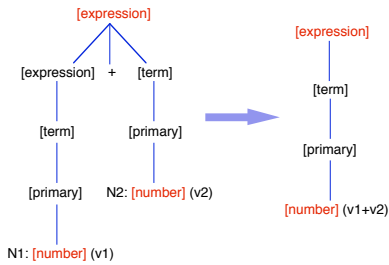 [expression]
[expression] + [term]
[term] [primary]
[primary] N2: [number] (v2)
N1: [number] (v1)
[expression]
[term]
[primary]
[number] (v1+v2)